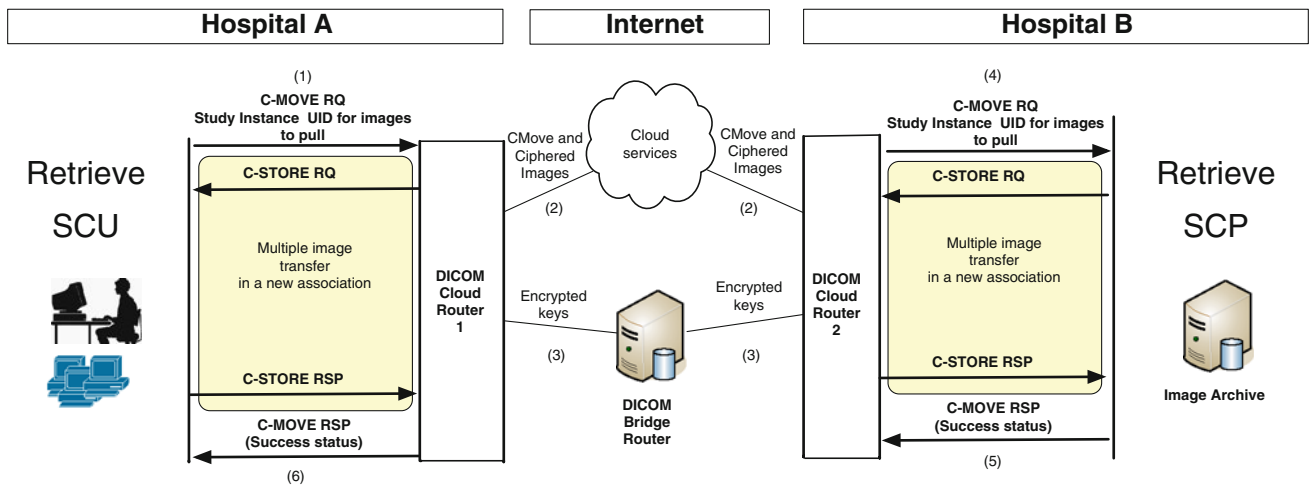 Hospital A
Internet
Hospital B
(1)
C-MOVE RQ
Study Instance UID for images
to pull
C-STORE RQ
Retrieve
SCU
Multiple image
transfer
in a new association
C-STORE RSP
C-MOVE RSP
(Success status)
(6)
DICOM
Cloud
Router
1
CMove and
Ciphered
Images
(2)
Cloud
services
CMove and
Ciphered
Images
(2)
Encrypted
keys
(3)
Encrypted
keys
(3)
DICOM
Bridge
Router
DICOM
Cloud
Router
2
(4)
C-MOVE RQ
Study Instance UID for images
to pull
C-STORE RQ
Multiple image
transfer
in a new association
C-STORE RSP
C-MOVE RSP
(Success status)
(5)
Retrieve
SCP
Image Archive